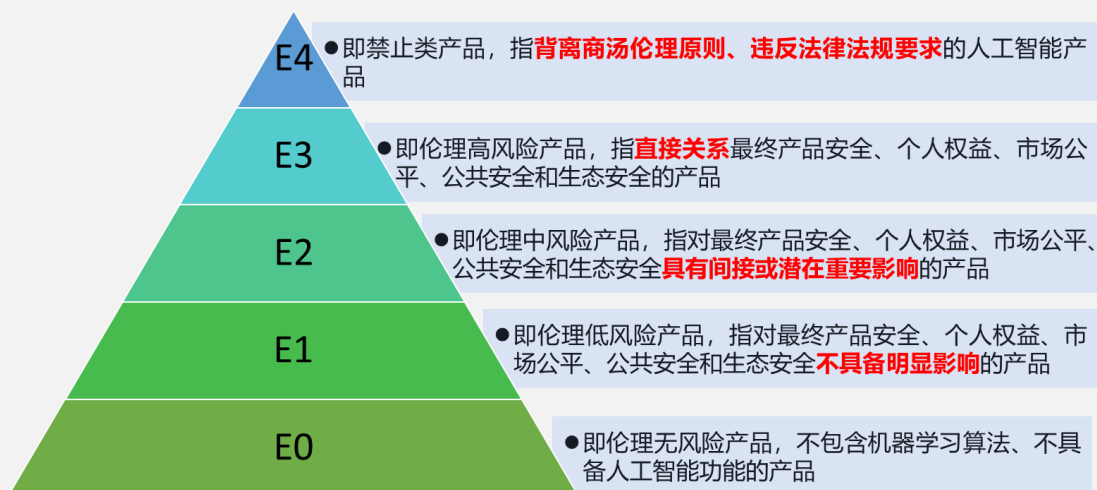 E4
●即禁止类产品，指背离商汤伦理原则、违反法律法规要求的人工智能产
品
E3
●即伦理高风险产品，指直接关系最终产品安全、个人权益、市场公
平、公共安全和生态安全的产品
E2
●即伦理中风险产品，指对最终产品安全、个人权益、市场公平、
公共安全和生态安全具有间接或潜在重要影响的产品
E1
●即伦理低风险产品，指对最终产品安全、个人权益、市
场公平、公共安全和生态安全不具备明显影响的产品
E0
●即伦理无风险产品，不包含机器学习算法、不具
备人工智能功能的产品